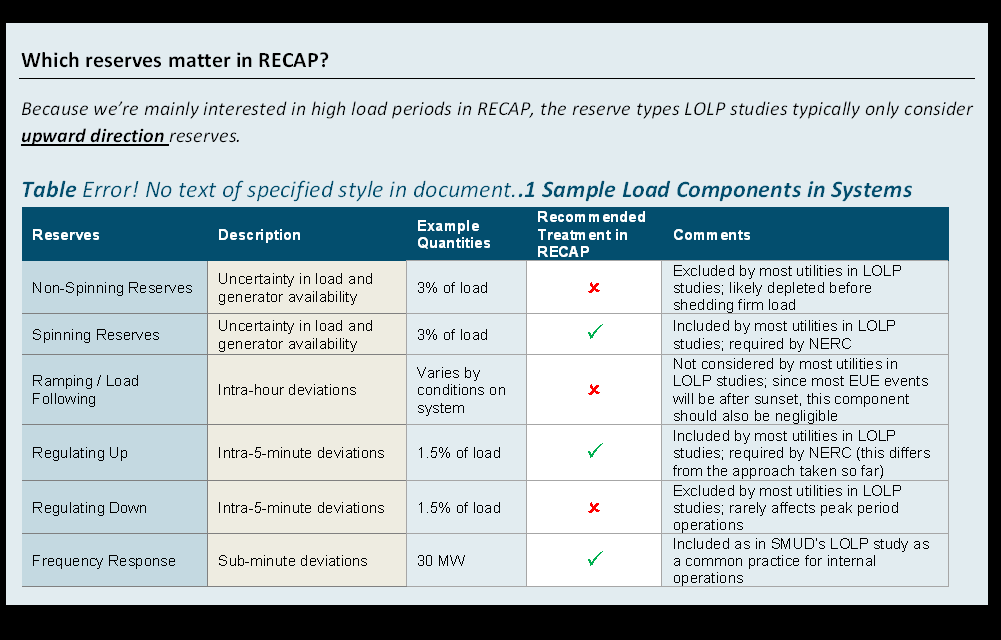 Which reserves matter in RECAP?
Because we're mainly interested in high load periods in RECAP, the reserve types LOLP studies typically only consider
upward direction reserves.
Table Error! No text of specified style in document..1 Sample Load Components in Systems
Reserves
Description
Example
Quantities
Recommended
Treatment in
RECAP
Comments
Non-Spinning Reserves
Uncertainty in load and
generator availability
3% of load
✘
Excluded by most utilities in LOLP
studies; likely depleted before
shedding firm load
Spinning Reserves
Uncertainty in load and
generator availability
3% of load
✓
Included by most utilities in LOLP
studies; required by NERC
Ramping / Load
Following
Intra-hour deviations
Varies by
conditions on
system
✘
Not considered by most utilities in
LOLP studies; since most EUE events
will be after sunset, this component
should also be negligible
Regulating Up
Intra-5-minute deviations
1.5% of load
✓
Included by most utilities in LOLP
studies; required by NERC (this differs
from the approach taken so far)
Regulating Down
Intra-5-minute deviations
1.5% of load
✘
Excluded by most utilities in LOLP
studies; rarely affects peak period
operations
Frequency Response
Sub-minute deviations
30 MW
✓
Included as in SMUD's LOLP study as
a common practice for internal
operations